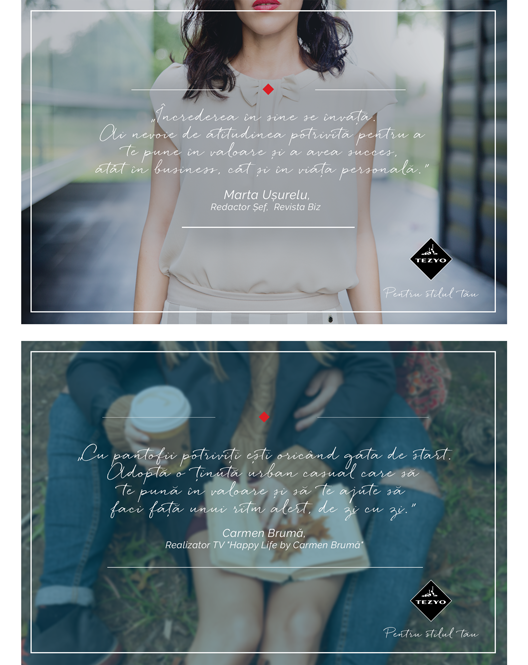 „Încrederea în sine se învață.
Ai nevoie de atitudinea potrivită pentru a
te pune în valoare și a avea succes,
atât în business, cât și în viața personală.”
Marta Ușurelu,
Redactor Șef, Revista Biz
TEZYO
Pentru stilul tău
„Cu pantofii potriviți ești oricând gata de start.
Adoptă o ținută urban casual care să
te pună în valoare și să te ajute să
faci față unui ritm alert, de zi cu zi.”
Carmen Brumă,
Realizator TV "Happy Life by Carmen Brumă"
TEZYO
Pentru stilul tău